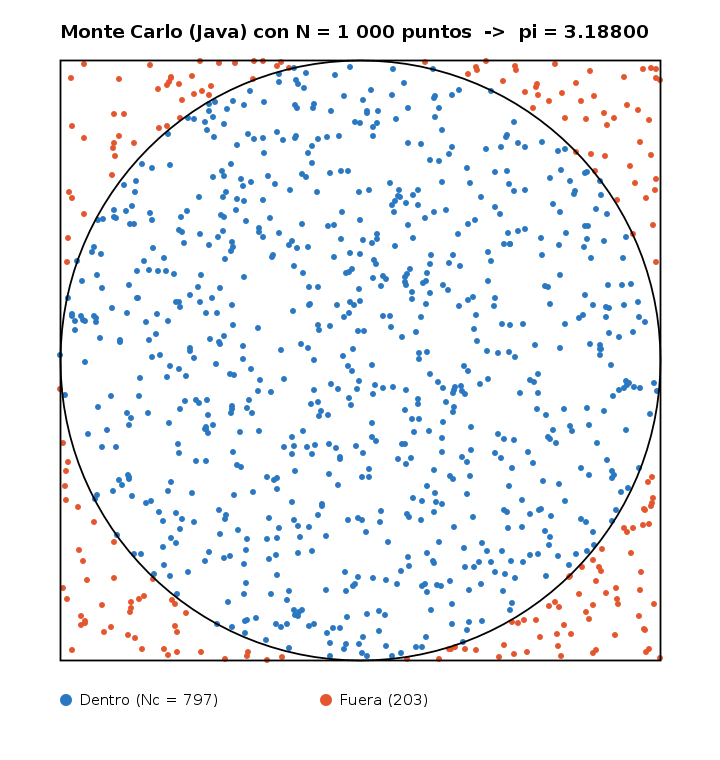 Monte Carlo (Java) con N = 1 000 puntos -> pi = 3.18800
Dentro (Nc = 797)
Fuera (203)